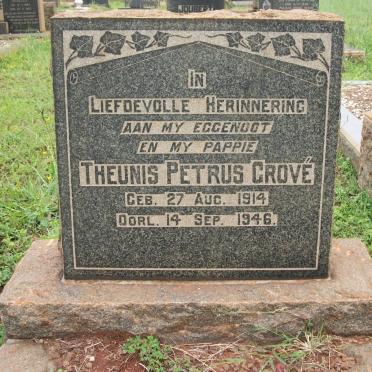 IN
LIEFDEVOLLE HERINNERING
AAN MY EGGENOOT
EN MY PAPPIE
THEUNIS PETRUS GROVÉ
GEB. 27 AUG. 1914
OORL. 14 SEP. 1946.